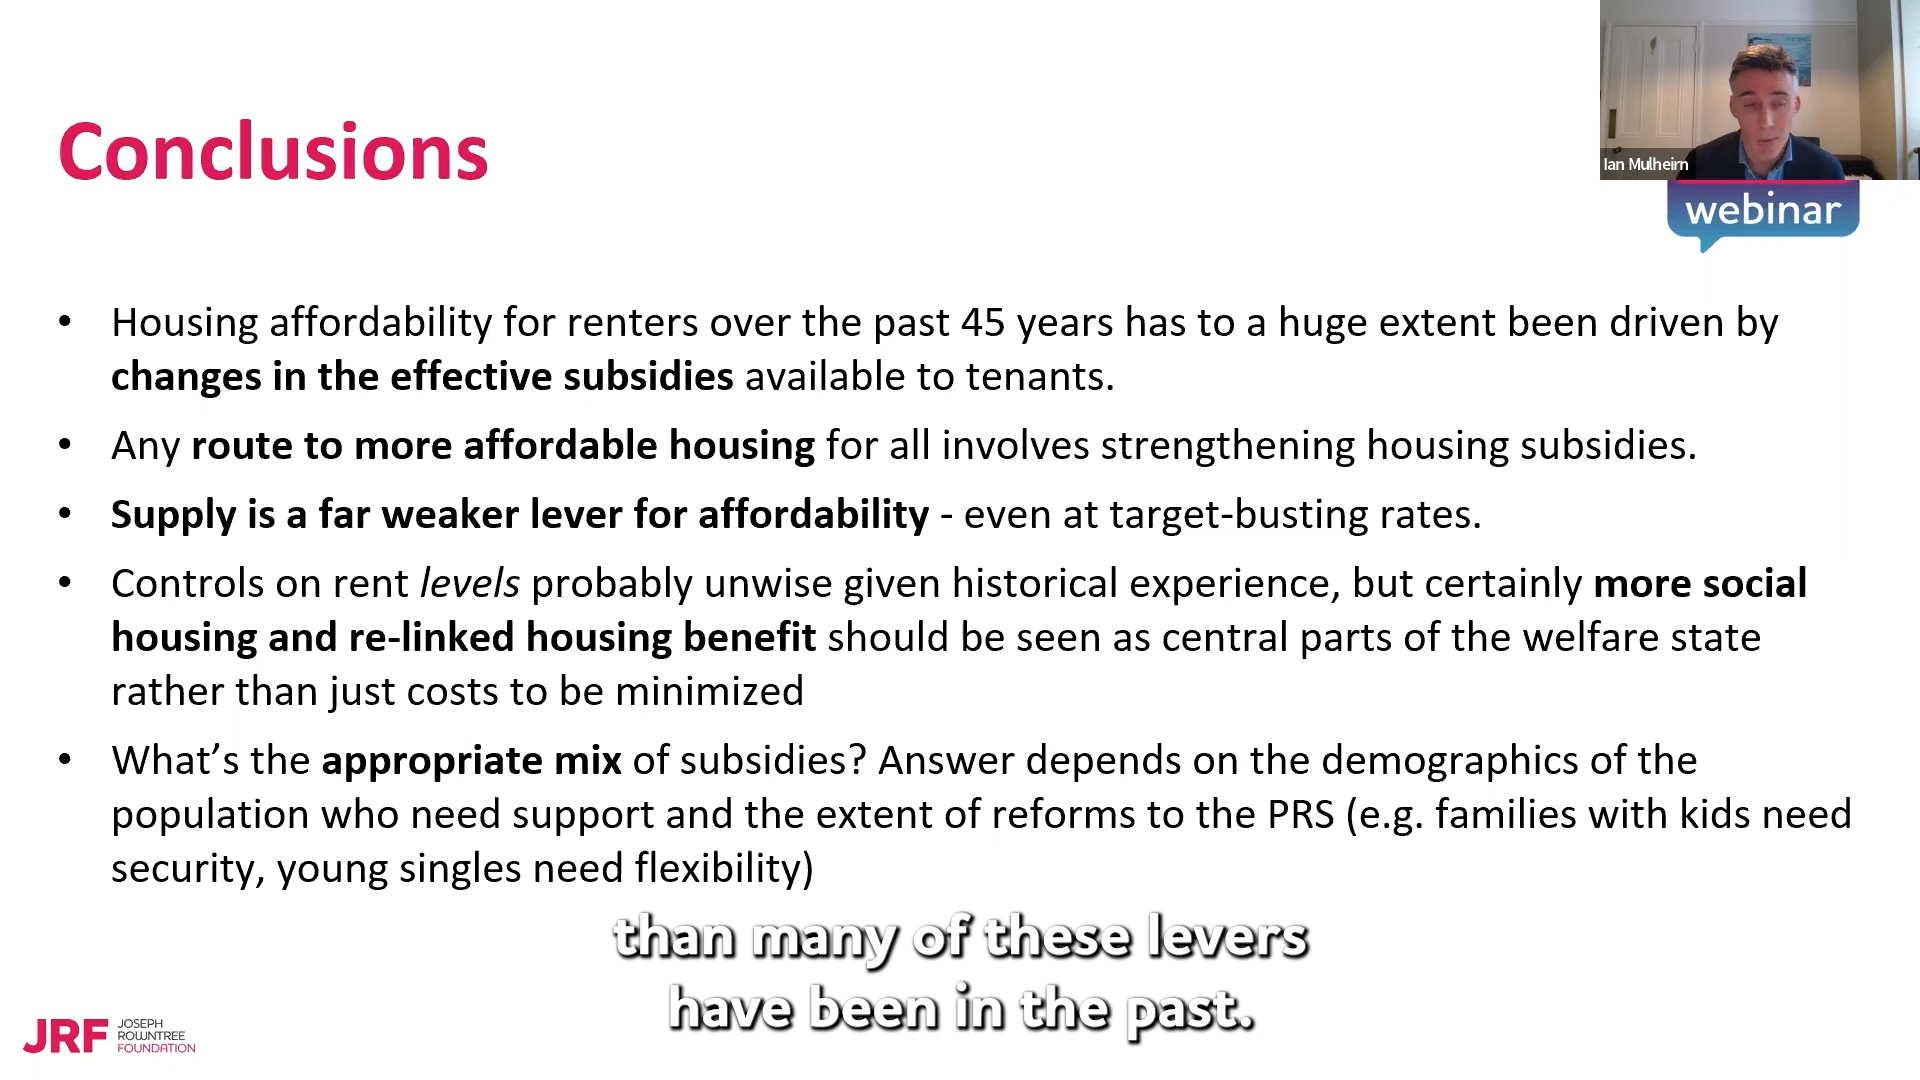 Conclusions
Ian Mulheirn
webinar
• Housing affordability for renters over the past 45 years has to a huge extent been driven by
changes in the effective subsidies available to tenants.
• Any route to more affordable housing for all involves strengthening housing subsidies.
• Supply is a far weaker lever for affordability - even at target-busting rates.
• Controls on rent levels probably unwise given historical experience, but certainly more social
housing and re-linked housing benefit should be seen as central parts of the welfare state
rather than just costs to be minimized
• What’s the appropriate mix of subsidies? Answer depends on the demographics of the
population who need support and the extent of reforms to the PRS (e.g. families with kids need
security, young singles need flexibility)
than many of these levers
have been in the past.
JRF JOSEPH
ROWNTREE
FOUNDATION